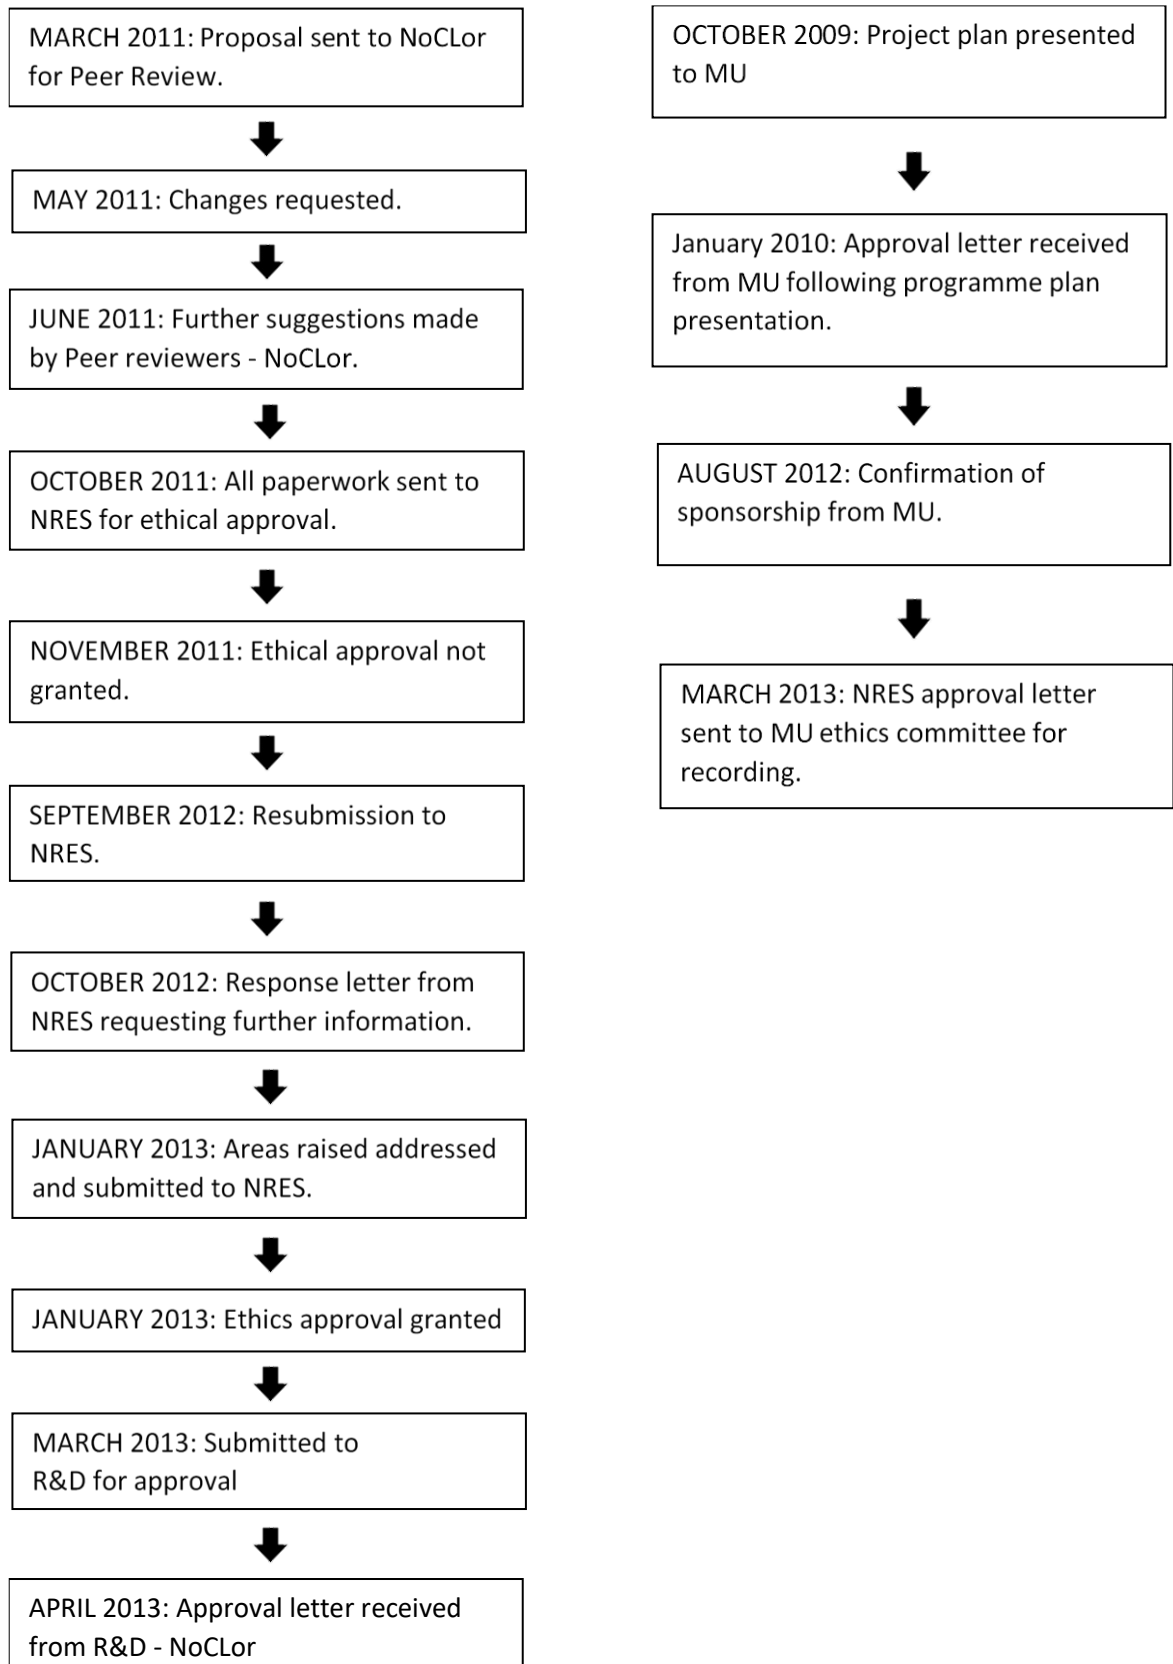 MARCH 2011: Proposal sent to NoCLor
for Peer Review.
MAY 2011: Changes requested.
JUNE 2011: Further suggestions made
by Peer reviewers - NoCLor.
OCTOBER 2011: All paperwork sent to
NRES for ethical approval.
NOVEMBER 2011: Ethical approval not
granted.
SEPTEMBER 2012: Resubmission to
NRES.
OCTOBER 2012: Response letter from
NRES requesting further information.
JANUARY 2013: Areas raised addressed
and submitted to NRES.
JANUARY 2013: Ethics approval granted
MARCH 2013: Submitted to
R&D for approval
APRIL 2013: Approval letter received
from R&D - NoCLor
OCTOBER 2009: Project plan presented
to MU
January 2010: Approval letter received
from MU following programme plan
presentation.
AUGUST 2012: Confirmation of
sponsorship from MU.
MARCH 2013: NRES approval letter
sent to MU ethics committee for
recording.